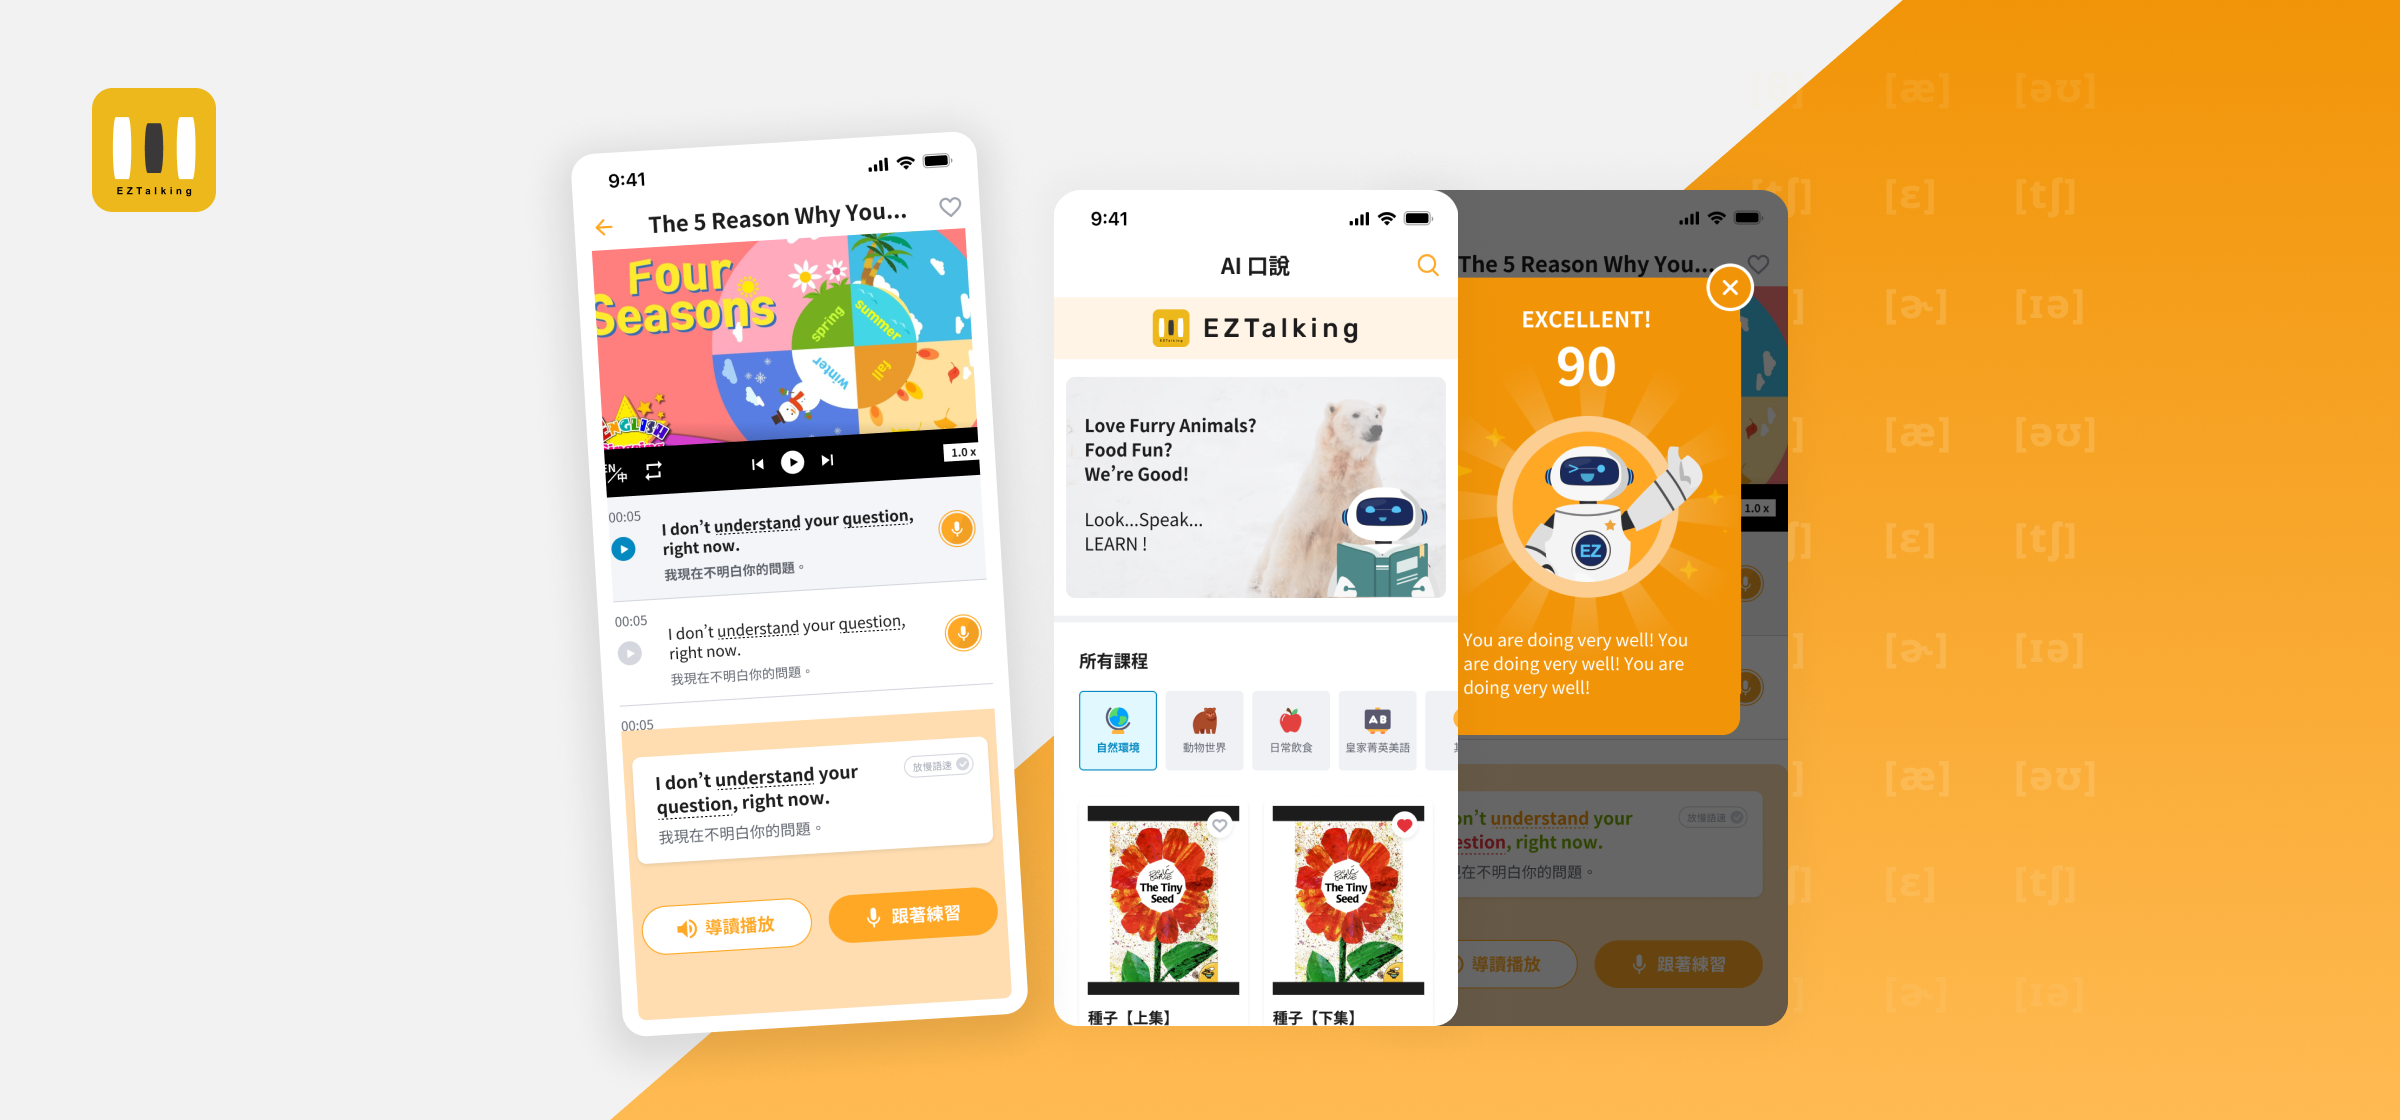 EZTalking
9:41
The 5 Reason Why You...
Four
Seasons
spring
summer
winter
fall
ENGLISH
EN/中
1.0 x
00:05
I don't understand your question,
right now.
我現在不明白你的問題。
00:05
I don't understand your question,
right now.
我現在不明白你的問題。
00:05
I don't understand your
question, right now.
放慢語速
我現在不明白你的問題。
導讀播放
跟著練習
9:41
AI 口說
EZTalking
EZTalking
Love Furry Animals?
Food Fun?
We're Good!
Look...Speak...
LEARN !
所有課程
自然環境
動物世界
日常飲食
皇家菁英美語
The Tiny
Seed
The Tiny
Seed
種子【上集】
種子【下集】
The 5 Reason Why You...
EXCELLENT!
90
EZ
You are doing very well! You
are doing very well! You are
doing very well!
1.0 x
n't understand your
estion, right now.
放慢語速
在不明白你的問題。
導讀播放
跟著練習
[æ] [əʊ]
tʃ] [ɛ] [tʃ]
] [ɚ] [ɪə]
] [æ] [əʊ]
ʃ] [ɛ] [tʃ]
] [ɚ] [ɪə]
] [æ] [əʊ]
ʃ] [ɛ] [tʃ]
] [ɚ] [ɪə]